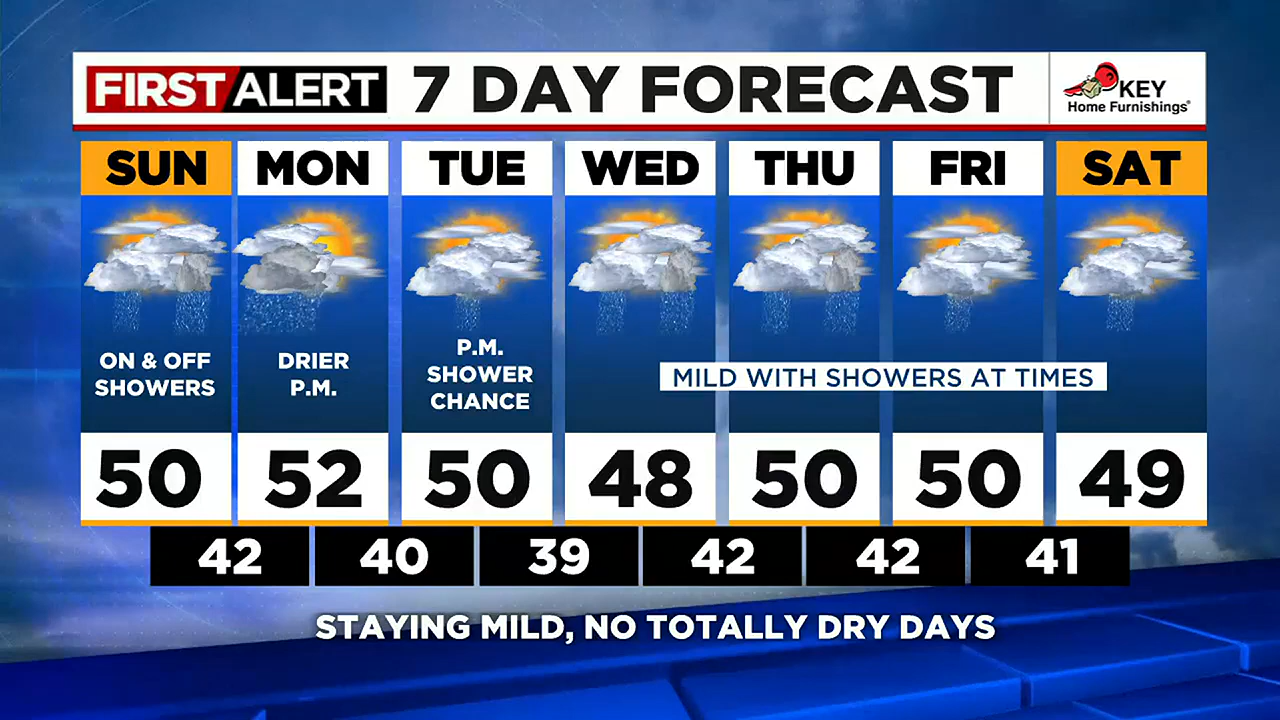 FIRST ALERT 7 DAY FORECAST
KEY
Home Furnishings®
SUN MON TUE WED THU FRI SAT
ON & OFF
SHOWERS
DRIER
P.M.
P.M.
SHOWER
CHANCE
MILD WITH SHOWERS AT TIMES
50 52 50 48 50 50 49
42 40 39 42 42 41
STAYING MILD, NO TOTALLY DRY DAYS